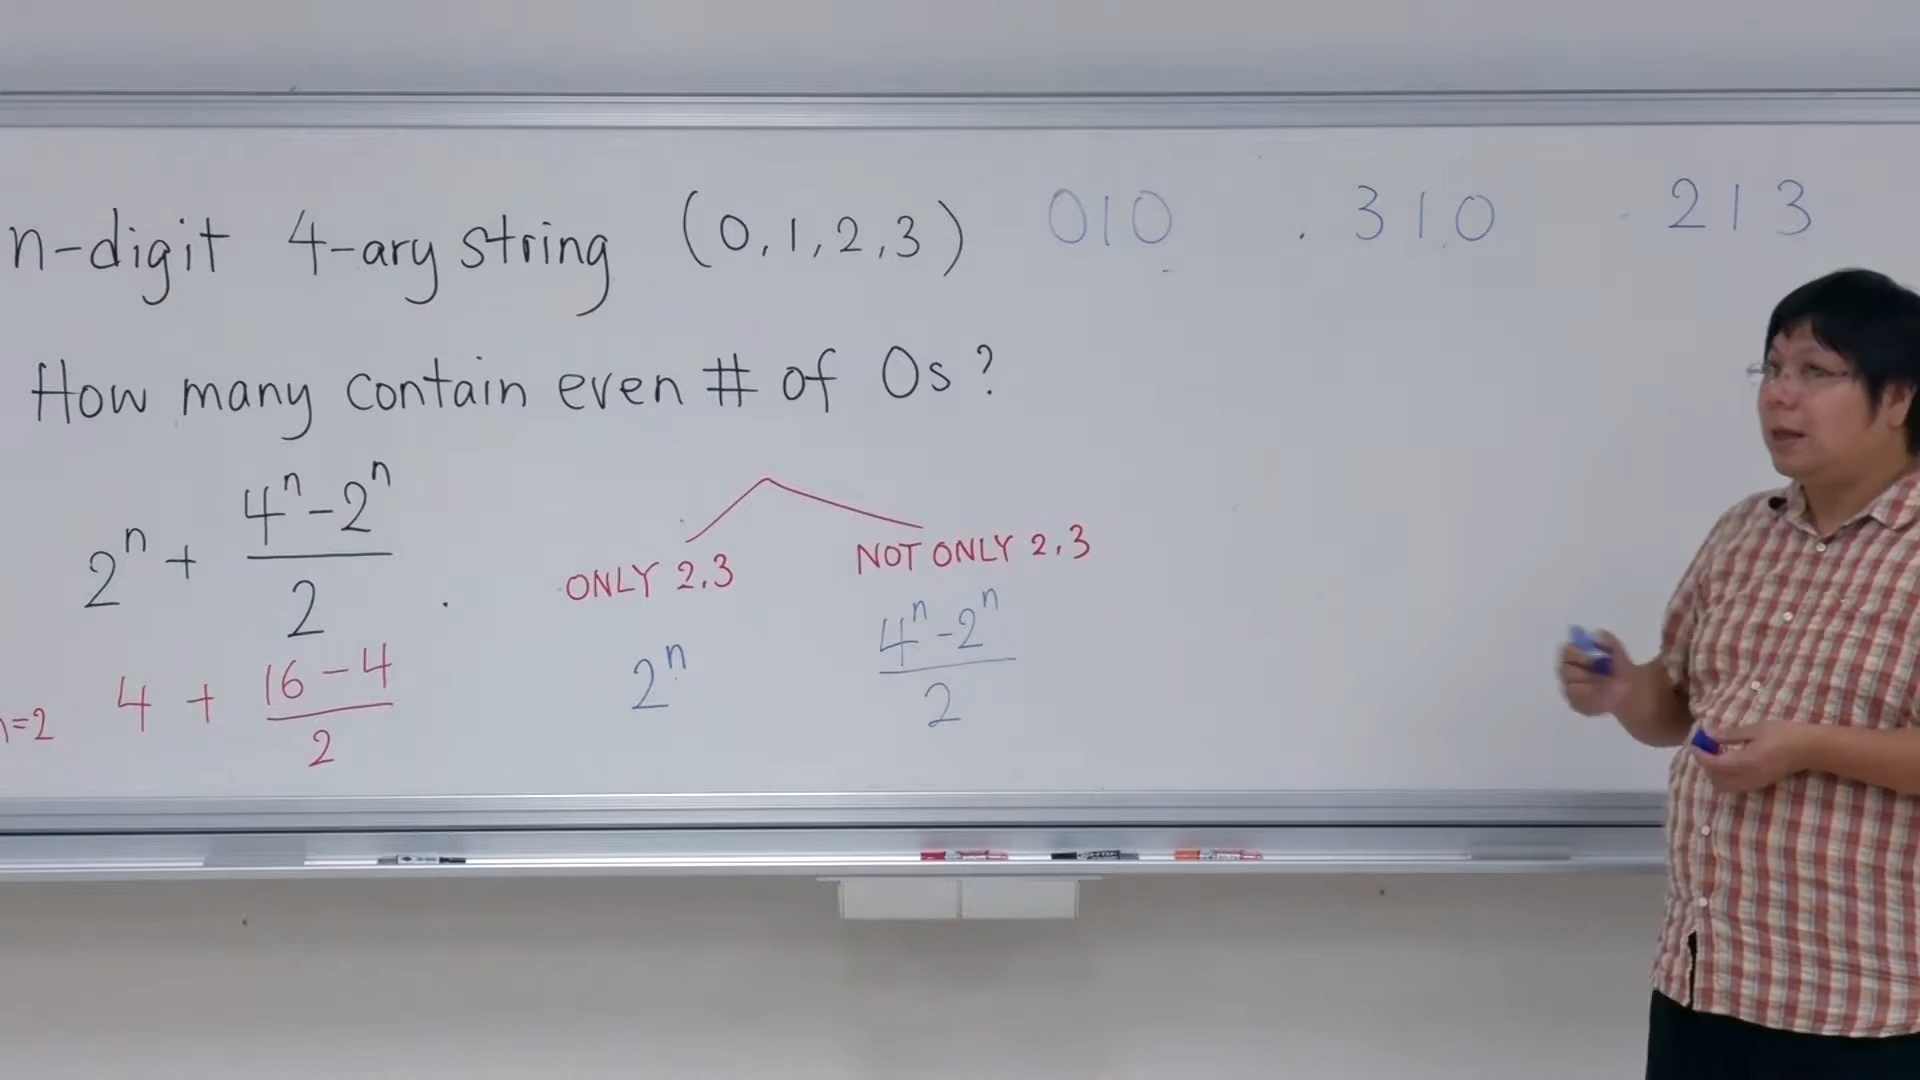 n-digit 4-ary string (0,1,2,3) 010 . 310 213
How many contain even # of 0s?
2^n + (4^n - 2^n)/2
ONLY 2,3 NOT ONLY 2,3
2^n (4^n - 2^n)/2
n=2 4 + (16 - 4)/2